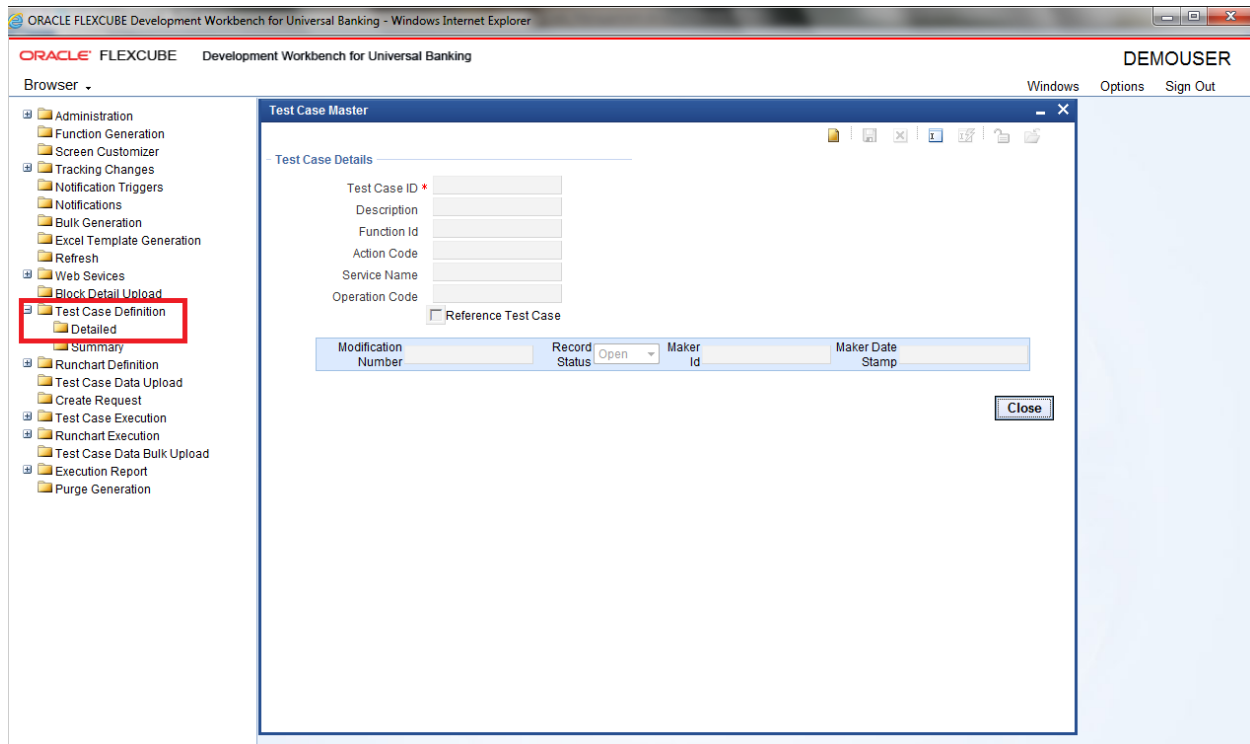 ORACLE FLEXCUBE Development Workbench for Universal Banking - Windows Internet Explorer
ORACLE FLEXCUBE Development Workbench for Universal Banking
DEMOUSER
Browser
Windows Options Sign Out
Administration
Function Generation
Screen Customizer
Tracking Changes
Notification Triggers
Notifications
Bulk Generation
Excel Template Generation
Refresh
Web Sevices
Block Detail Upload
Test Case Definition
Detailed
Summary
Runchart Definition
Test Case Data Upload
Create Request
Test Case Execution
Runchart Execution
Test Case Data Bulk Upload
Execution Report
Purge Generation
Test Case Master
Test Case Details
Test Case ID *
Description
Function Id
Action Code
Service Name
Operation Code
Reference Test Case
Modification Number
Record Status Open
Maker Id
Maker Date Stamp
Close